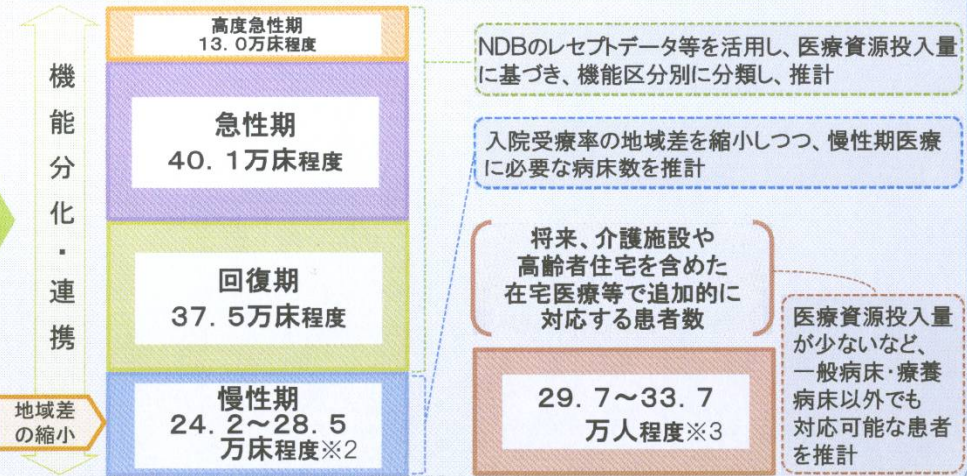 機能分化・連携
高度急性期
13.0万床程度
急性期
40.1万床程度
回復期
37.5万床程度
慢性期
24.2～28.5
万床程度※2
地域差
の縮小
NDBのレセプトデータ等を活用し、医療資源投入量
に基づき、機能区分別に分類し、推計
入院受療率の地域差を縮小しつつ、慢性期医療
に必要な病床数を推計
将来、介護施設や
高齢者住宅を含めた
在宅医療等で追加的に
対応する患者数
29.7～33.7
万人程度※3
医療資源投入量
が少ないなど、
一般病床・療養
病床以外でも
対応可能な患者
を推計